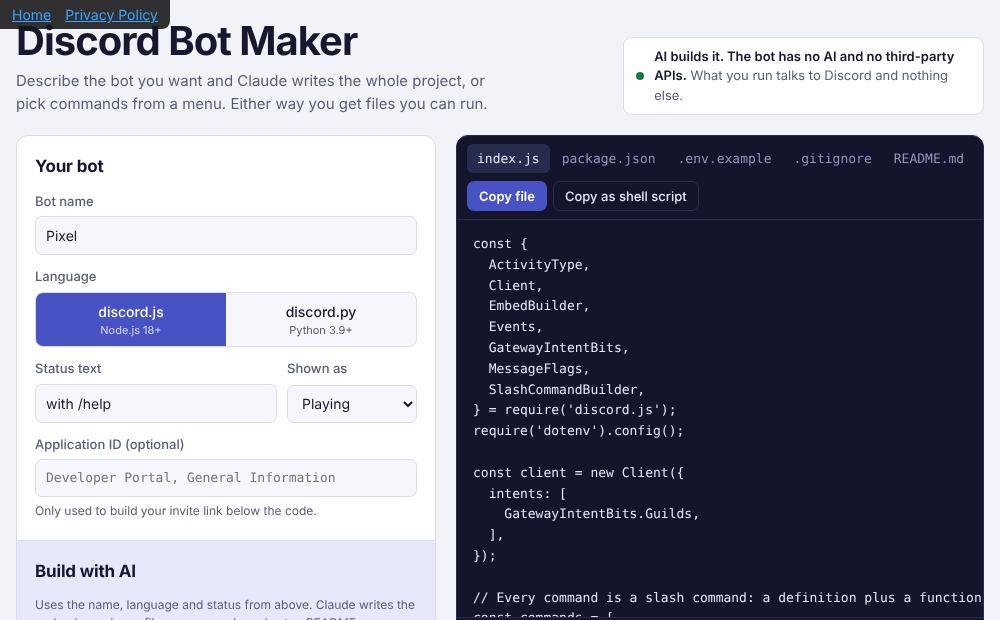 Home Privacy Policy
Discord Bot Maker
Describe the bot you want and Claude writes the whole project, or
pick commands from a menu. Either way you get files you can run.
AI builds it. The bot has no AI and no third-party
APIs. What you run talks to Discord and nothing
else.
Your bot
Bot name
Pixel
Language
discord.js
Node.js 18+
discord.py
Python 3.9+
Status text
Shown as
with /help
Playing
Application ID (optional)
Developer Portal, General Information
Only used to build your invite link below the code.
Build with AI
Uses the name, language and status from above. Claude writes the
index.js package.json .env.example .gitignore README.md
Copy file Copy as shell script
const {
  ActivityType,
  Client,
  EmbedBuilder,
  Events,
  GatewayIntentBits,
  MessageFlags,
  SlashCommandBuilder,
} = require('discord.js');
require('dotenv').config();
const client = new Client({
  intents: [
    GatewayIntentBits.Guilds,
  ],
});
// Every command is a slash command: a definition plus a function
const commands = [